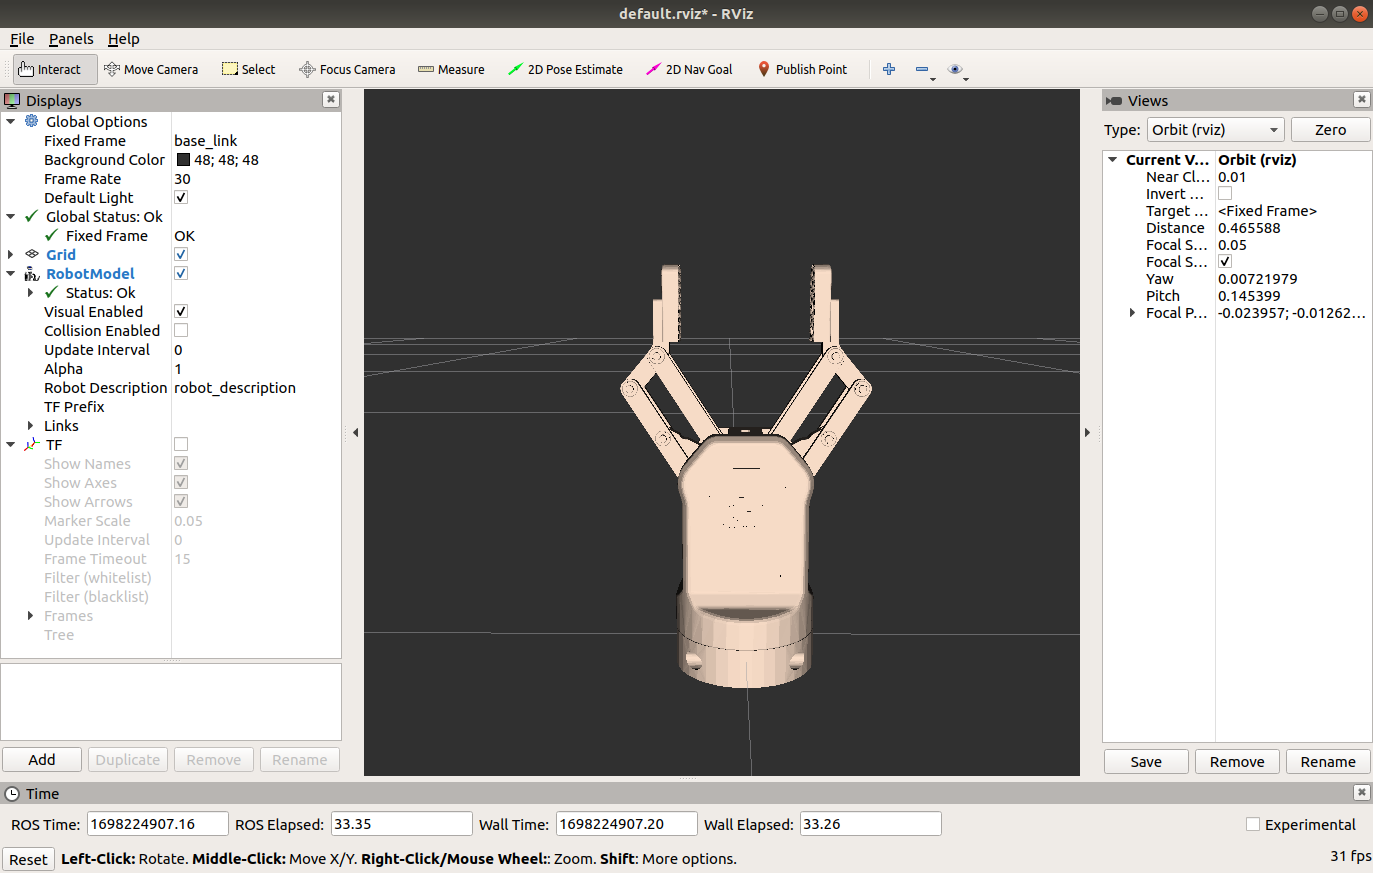 default.rviz* - RViz
File Panels Help
Interact Move Camera Select Focus Camera Measure 2D Pose Estimate 2D Nav Goal Publish Point
Displays
Global Options
Fixed Frame base_link
Background Color 48; 48; 48
Frame Rate 30
Default Light
Global Status: Ok
Fixed Frame OK
Grid
RobotModel
Status: Ok
Visual Enabled
Collision Enabled
Update Interval 0
Alpha 1
Robot Description robot_description
TF Prefix
Links
TF
Show Names
Show Axes
Show Arrows
Marker Scale 0.05
Update Interval 0
Frame Timeout 15
Filter (whitelist)
Filter (blacklist)
Frames
Tree
Add Duplicate Remove Rename
Views
Type: Orbit (rviz) Zero
Current V... Orbit (rviz)
Near Cl... 0.01
Invert ...
Target ... <Fixed Frame>
Distance 0.465588
Focal S... 0.05
Focal S...
Yaw 0.00721979
Pitch 0.145399
Focal P... -0.023957; -0.01262...
Save Remove Rename
Time
ROS Time: 1698224907.16 ROS Elapsed: 33.35 Wall Time: 1698224907.20 Wall Elapsed: 33.26 Experimental
Reset Left-Click: Rotate. Middle-Click: Move X/Y. Right-Click/Mouse Wheel:: Zoom. Shift: More options. 31 fps